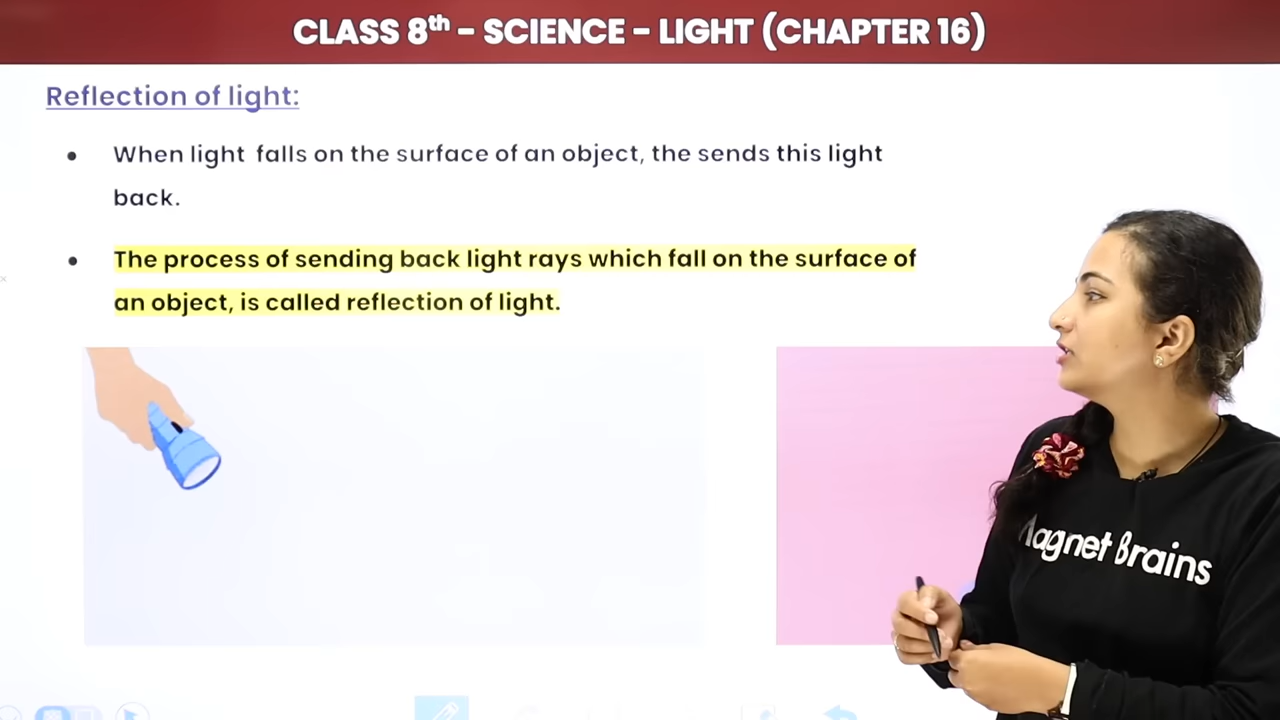 CLASS 8th - SCIENCE - LIGHT (CHAPTER 16)
Reflection of light:
• When light falls on the surface of an object, the sends this light
back.
• The process of sending back light rays which fall on the surface of
an object, is called reflection of light.
Magnet Brains